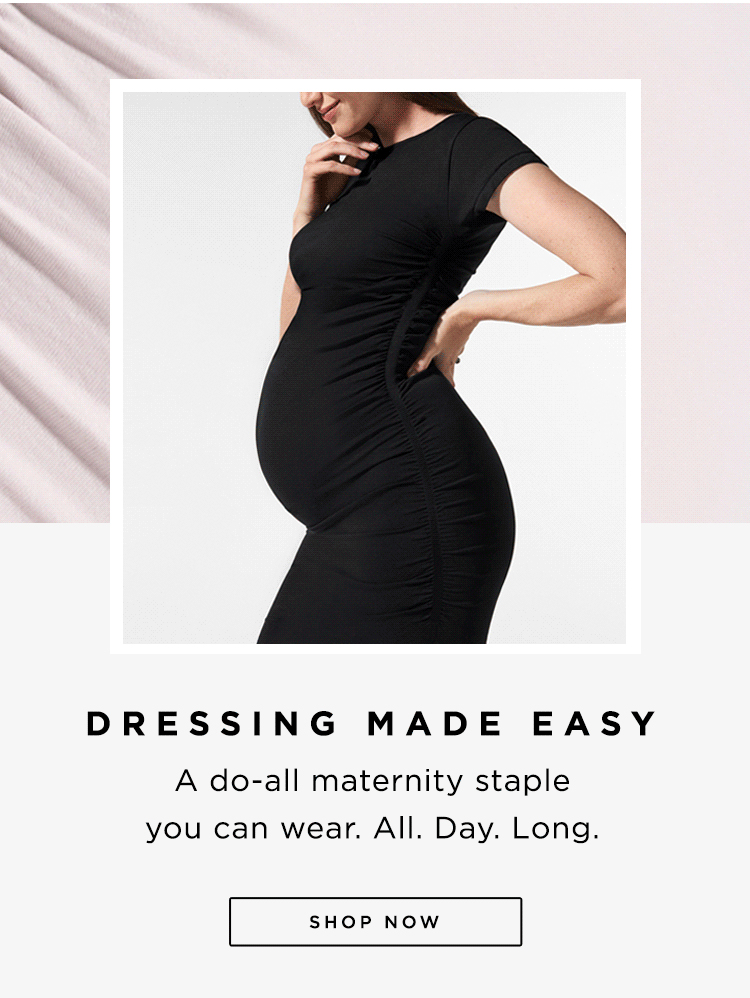 DRESSING MADE EASY
A do-all maternity staple
you can wear. All. Day. Long.
SHOP NOW